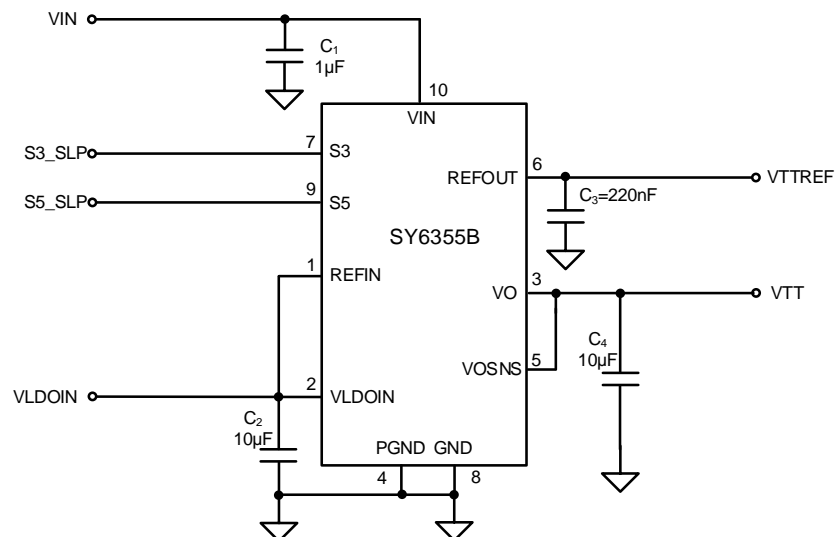 VIN
C₁
1µF
10
VIN
S3_SLP
7
S3
6
REFOUT
VTTREF
C₃=220nF
S5_SLP
9
S5
SY6355B
1
REFIN
3
VO
VTT
C₄
10µF
VOSNS
5
VLDOIN
2
VLDOIN
C₂
10µF
PGND
GND
4
8